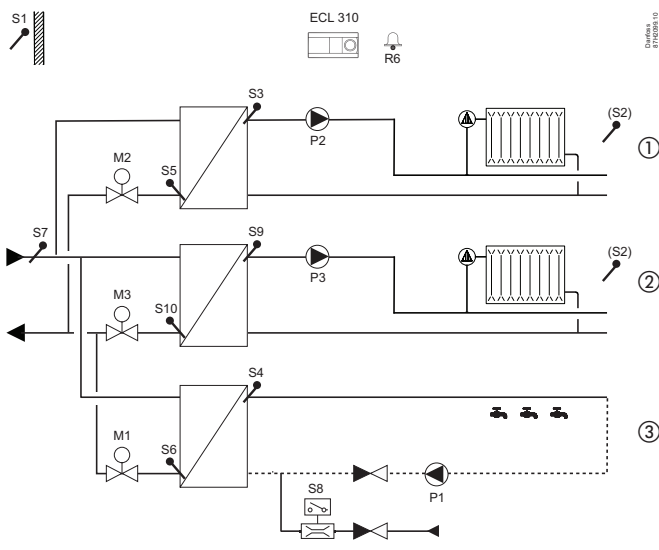 S1
ECL 310
R6
Danfoss
87H2099.10
S3
(S2)
P2
①
M2
S5
S7
S9
(S2)
P3
②
M3
S10
S4
③
M1
S6
S8
P1